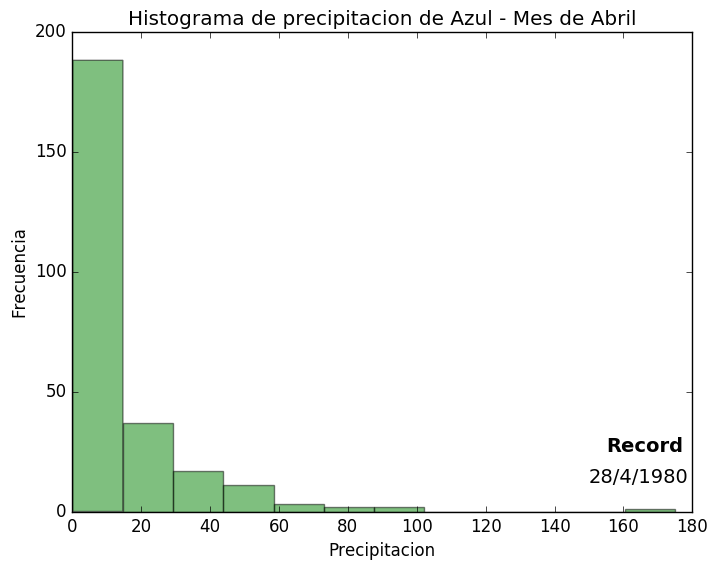 Histograma de precipitacion de Azul - Mes de Abril
200
150
100
50
0
Frecuencia
Record
28/4/1980
0 20 40 60 80 100 120 140 160 180
Precipitacion